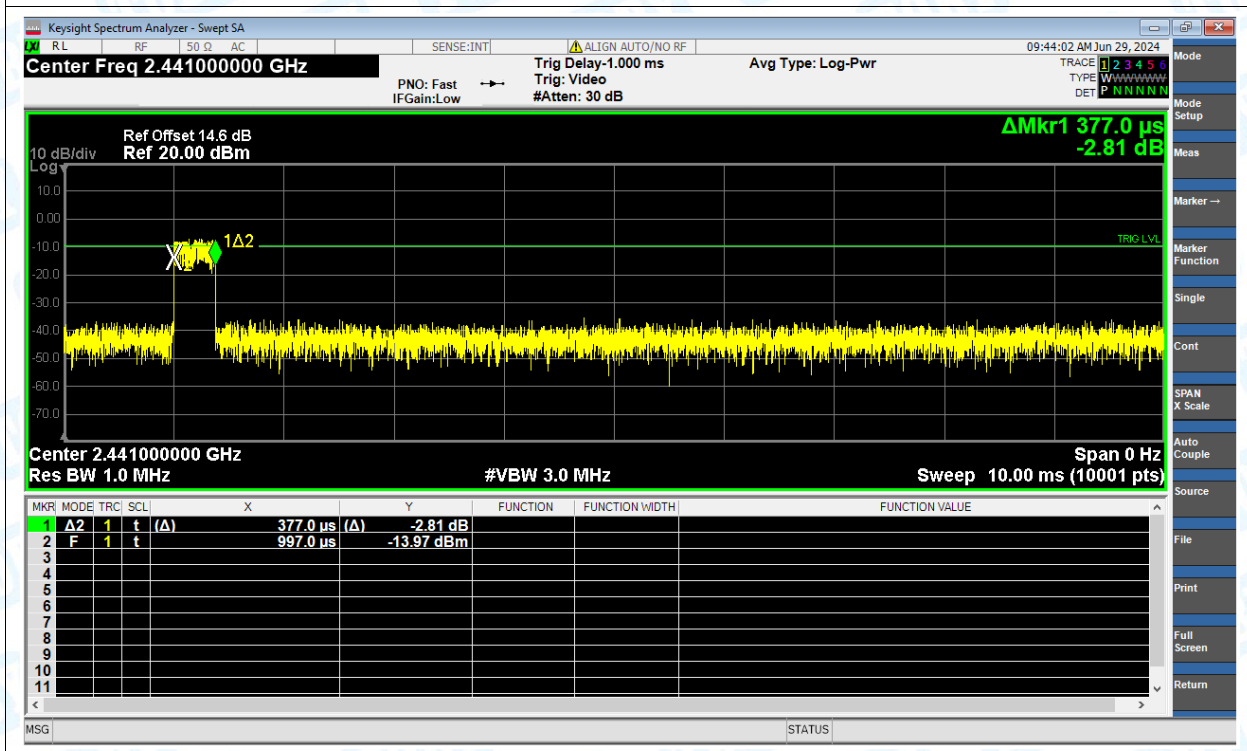 Keysight Spectrum Analyzer - Swept SA
LXI RL RF 50 Ω AC SENSE:INT ALIGN AUTO/NO RF 09:44:02 AM Jun 29, 2024
Center Freq 2.441000000 GHz
PNO: Fast
IFGain:Low
Trig Delay-1.000 ms
Trig: Video
#Atten: 30 dB
Avg Type: Log-Pwr
TRACE 1 2 3 4 5 6
TYPE WWWWWW
DET P N N N N N
ΔMkr1 377.0 µs
-2.81 dB
Ref Offset 14.6 dB
10 dB/div Ref 20.00 dBm
Log
10.0
0.00
-10.0
-20.0
-30.0
-40.0
-50.0
-60.0
-70.0
1Δ2
TRIG LVL
X2
Center 2.441000000 GHz Span 0 Hz
Res BW 1.0 MHz #VBW 3.0 MHz Sweep 10.00 ms (10001 pts)
MKR MODE TRC SCL X Y FUNCTION FUNCTION WIDTH FUNCTION VALUE
1 Δ2 1 t (Δ) 377.0 µs (Δ) -2.81 dB
2 F 1 t 997.0 µs -13.97 dBm
3
4
5
6
7
8
9
10
11
MSG STATUS
Mode
Mode
Setup
Meas
Marker →
Marker
Function
Single
Cont
SPAN
X Scale
Auto
Couple
Source
File
Print
Full
Screen
Return